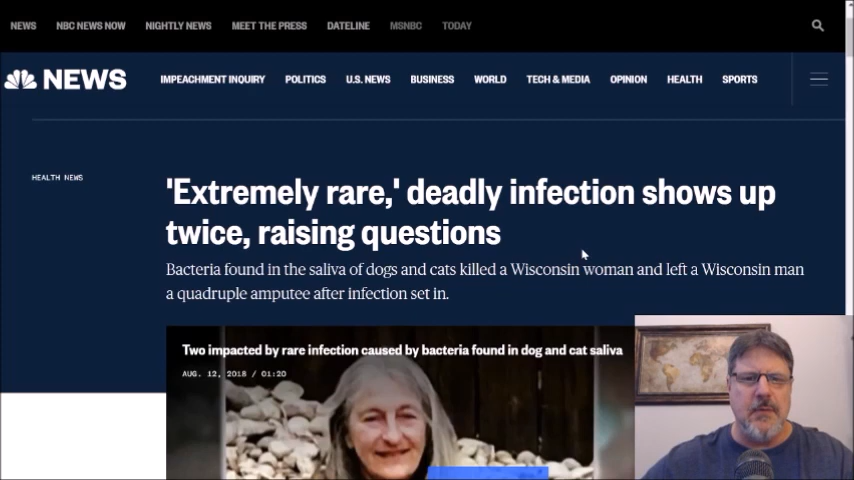 NEWS NBC NEWS NOW NIGHTLY NEWS MEET THE PRESS DATELINE MSNBC TODAY
NEWS IMPEACHMENT INQUIRY POLITICS U.S. NEWS BUSINESS WORLD TECH & MEDIA OPINION HEALTH SPORTS
HEALTH NEWS
'Extremely rare,' deadly infection shows up
twice, raising questions
Bacteria found in the saliva of dogs and cats killed a Wisconsin woman and left a Wisconsin man
a quadruple amputee after infection set in.
Two impacted by rare infection caused by bacteria found in dog and cat saliva
AUG. 12, 2018 / 01:20